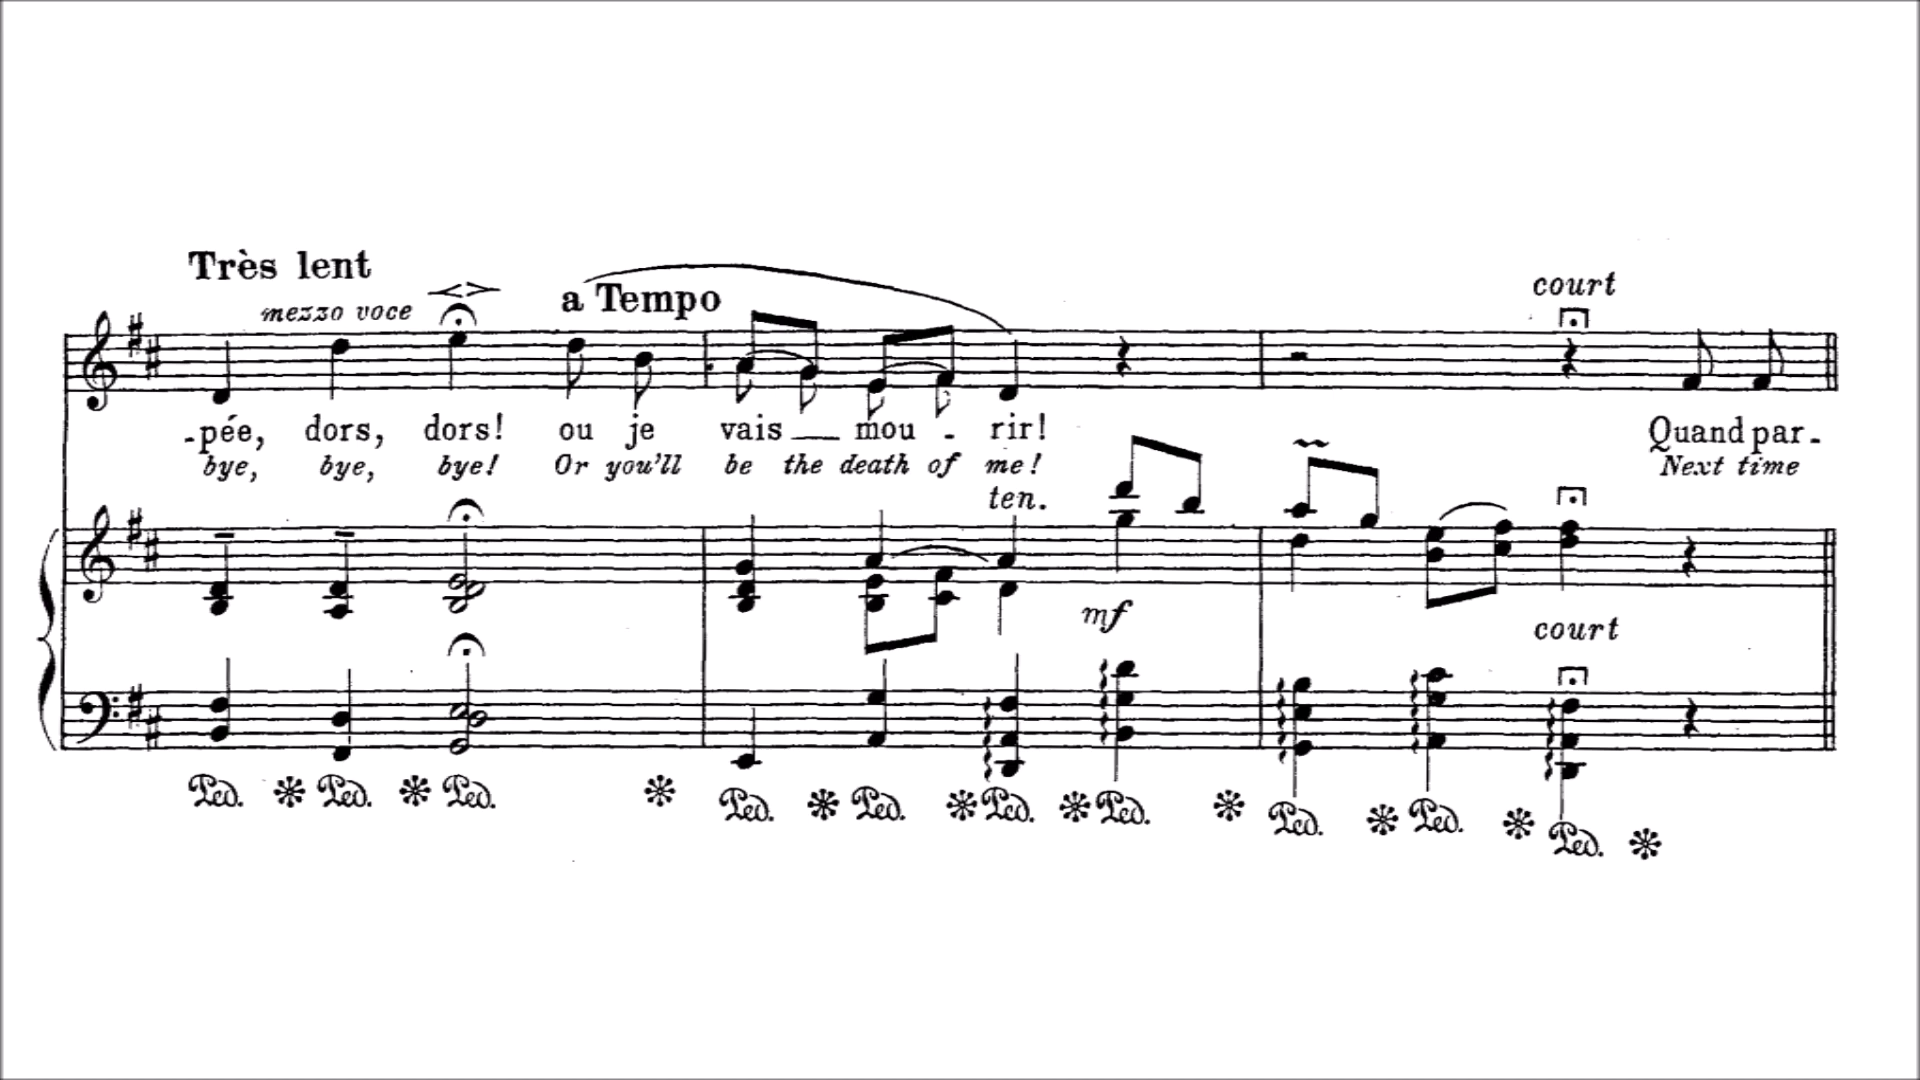 Très lent
mezzo voce
a Tempo
court
-pée, dors, dors! ou je vais mou - rir! Quand par-
bye, bye, bye! Or you'll be the death of me! Next time
ten.
mf
court
Ped. Ped. Ped. Ped. Ped. Ped. Ped. Ped. Ped. Ped.